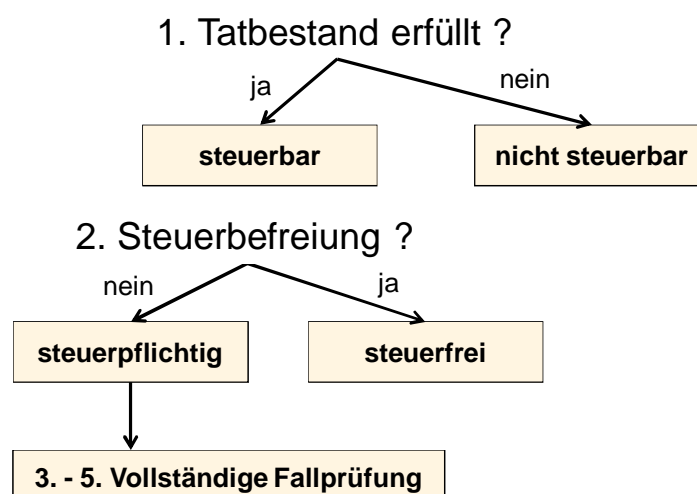 1. Tatbestand erfüllt ?
ja
nein
steuerbar
nicht steuerbar
2. Steuerbefreiung ?
nein
ja
steuerpflichtig
steuerfrei
3. - 5. Vollständige Fallprüfung